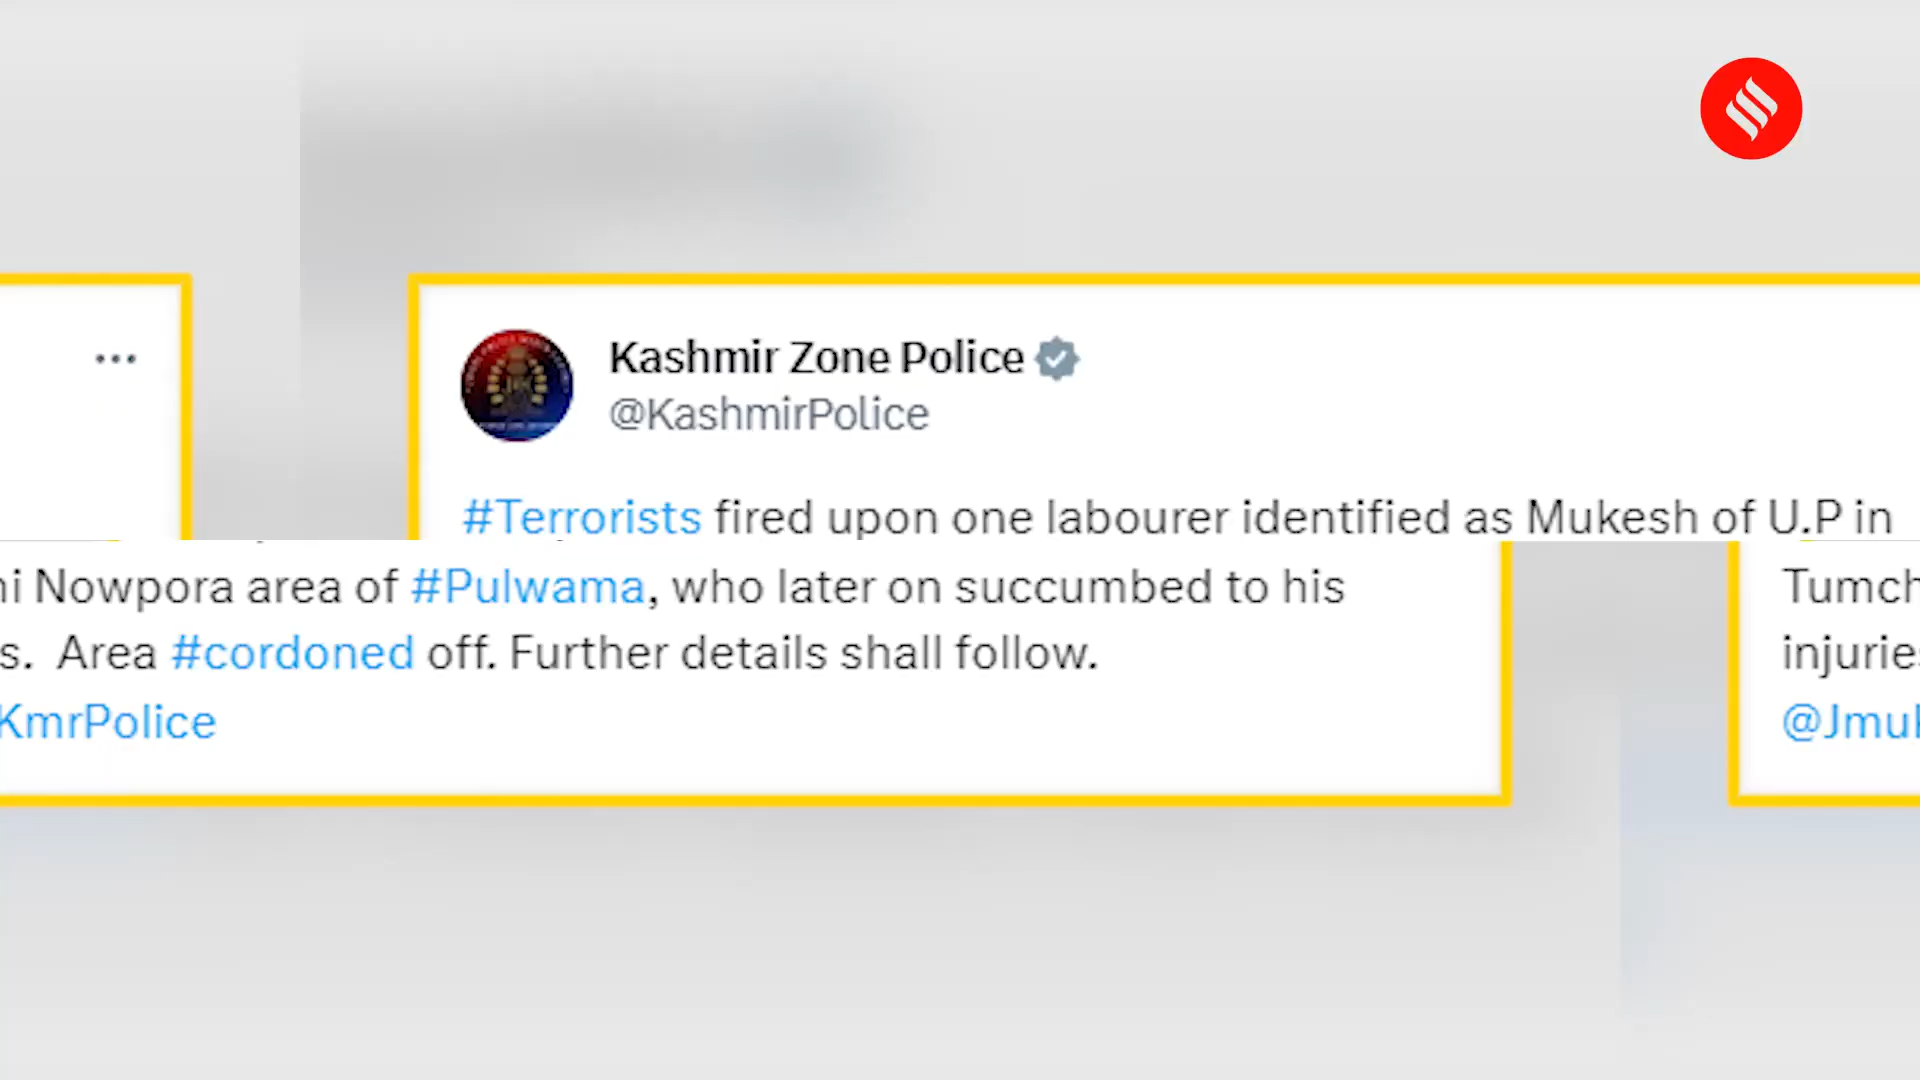 Kashmir Zone Police
@KashmirPolice
#Terrorists fired upon one labourer identified as Mukesh of U.P in
Nowpora area of #Pulwama, who later on succumbed to his
Area #cordoned off. Further details shall follow.
KmrPolice
Tumch
injuries
@Jmu